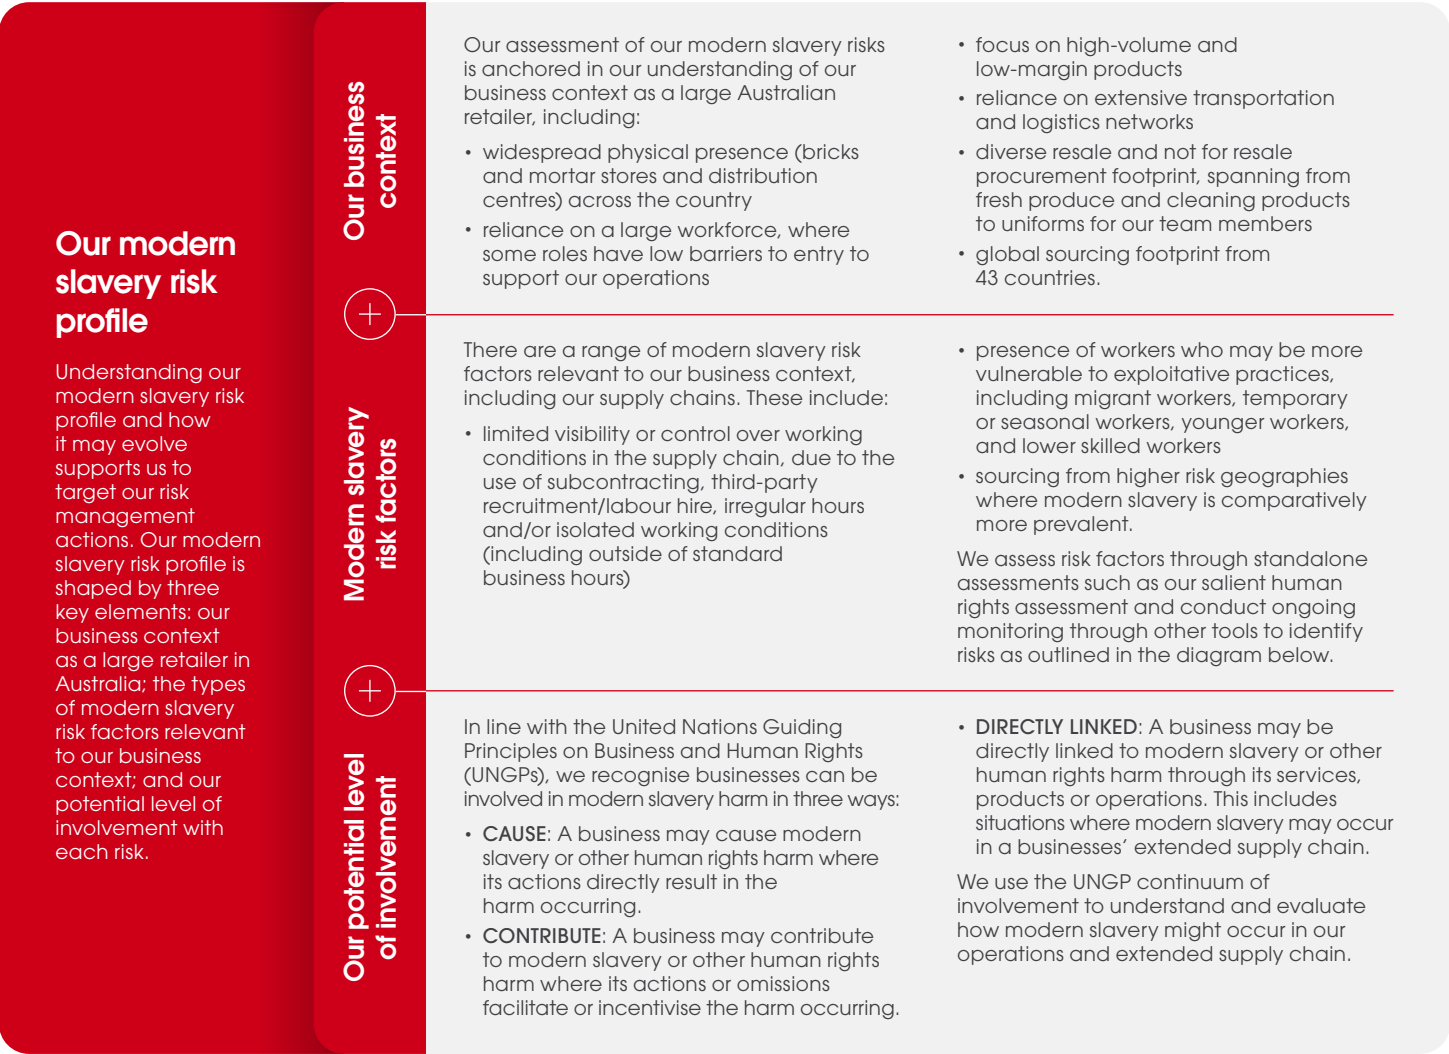 Our modern
slavery risk
profile
Understanding our
modern slavery risk
profile and how
it may evolve
supports us to
target our risk
management
actions. Our modern
slavery risk profile is
shaped by three
key elements: our
business context
as a large retailer in
Australia; the types
of modern slavery
risk factors relevant
to our business
context; and our
potential level of
involvement with
each risk.
Our business
context
Our assessment of our modern slavery risks
is anchored in our understanding of our
business context as a large Australian
retailer, including:
• widespread physical presence (bricks
and mortar stores and distribution
centres) across the country
• reliance on a large workforce, where
some roles have low barriers to entry to
support our operations
• focus on high-volume and
low-margin products
• reliance on extensive transportation
and logistics networks
• diverse resale and not for resale
procurement footprint, spanning from
fresh produce and cleaning products
to uniforms for our team members
• global sourcing footprint from
43 countries.
Modern slavery
risk factors
There are a range of modern slavery risk
factors relevant to our business context,
including our supply chains. These include:
• limited visibility or control over working
conditions in the supply chain, due to the
use of subcontracting, third-party
recruitment/labour hire, irregular hours
and/or isolated working conditions
(including outside of standard
business hours)
• presence of workers who may be more
vulnerable to exploitative practices,
including migrant workers, temporary
or seasonal workers, younger workers,
and lower skilled workers
• sourcing from higher risk geographies
where modern slavery is comparatively
more prevalent.
We assess risk factors through standalone
assessments such as our salient human
rights assessment and conduct ongoing
monitoring through other tools to identify
risks as outlined in the diagram below.
Our potential level
of involvement
In line with the United Nations Guiding
Principles on Business and Human Rights
(UNGPs), we recognise businesses can be
involved in modern slavery harm in three ways:
• CAUSE: A business may cause modern
slavery or other human rights harm where
its actions directly result in the
harm occurring.
• CONTRIBUTE: A business may contribute
to modern slavery or other human rights
harm where its actions or omissions
facilitate or incentivise the harm occurring.
• DIRECTLY LINKED: A business may be
directly linked to modern slavery or other
human rights harm through its services,
products or operations. This includes
situations where modern slavery may occur
in a businesses’ extended supply chain.
We use the UNGP continuum of
involvement to understand and evaluate
how modern slavery might occur in our
operations and extended supply chain.